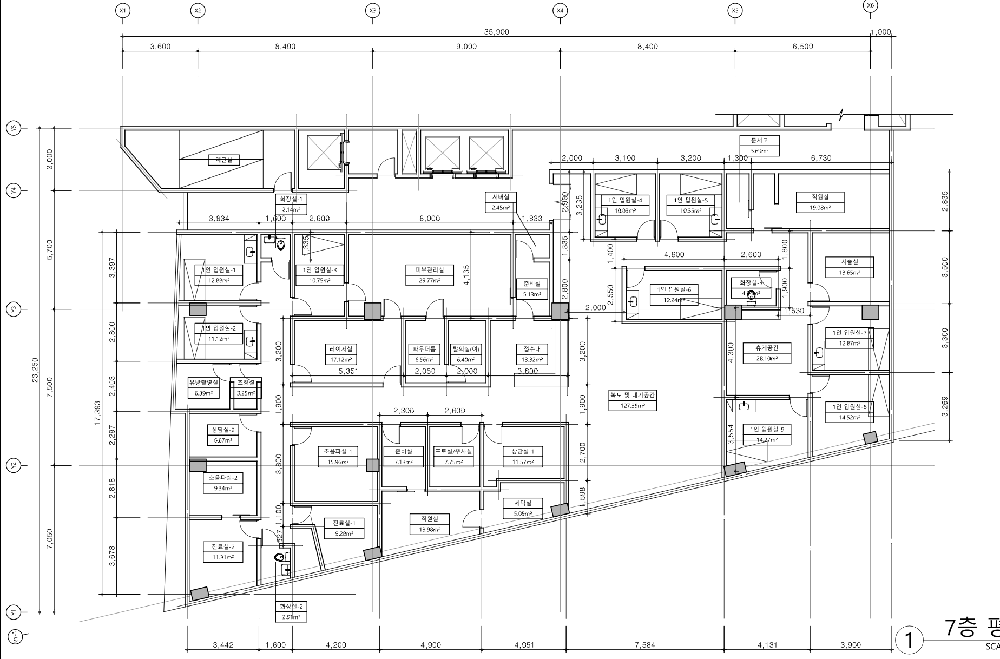 X1
X2
X3
X4
X5
X6
35,900
1,000
3,600
8,400
9,000
8,400
6,500
Y5
Y4
Y3
Y2
Y1
Y1-1
23,250
3,000
5,700
7,500
7,050
17,393
3,397
2,800
2,403
2,297
2,818
3,678
계단실
문서고
3.69m²
2,000
3,100
3,200
1,300
6,730
화장실-1
2.14m²
서버실
2.45m²
2,900
3,235
1인 입원실-4
10.03m²
1인 입원실-5
10.35m²
직원실
19.08m²
2,835
3,834
1,600
2,600
8,000
1,833
1,335
1,400
4,800
2,600
1,800
3,500
1인 입원실-1
12.88m²
1인 입원실-3
10.75m²
피부관리실
29.77m²
4,135
준비실
5.13m²
2,800
2,550
1인 입원실-6
12.24m²
화장실-3
1,900
시술실
13.65m²
2,000
1,530
1인 입원실-2
11.12m²
3,200
레이저실
17.12m²
파우더룸
6.56m²
탈의실(여)
6.40m²
접수대
13.32m²
3,200
4,300
휴게공간
28.10m²
1인 입원실-7
12.87m²
3,300
5,351
2,050
2,000
3,800
유방촬영실
6.39m²
조정실
3.25m²
1,900
1,900
복도 및 대기공간
127.39m²
1인 입원실-8
14.52m²
3,269
2,300
2,600
상담실-2
6.67m²
3,800
초음파실-1
15.96m²
준비실
7.13m²
포토실/주사실
7.75m²
상담실-1
11.57m²
2,700
3,554
1인 입원실-9
14.27m²
초음파실-2
9.34m²
세탁실
5.09m²
1,598
1,100
진료실-1
9.28m²
직원실
13.98m²
927
진료실-2
11.31m²
화장실-2
2.91m²
3,442
1,600
4,200
4,900
4,051
7,584
4,131
3,900
1
7층